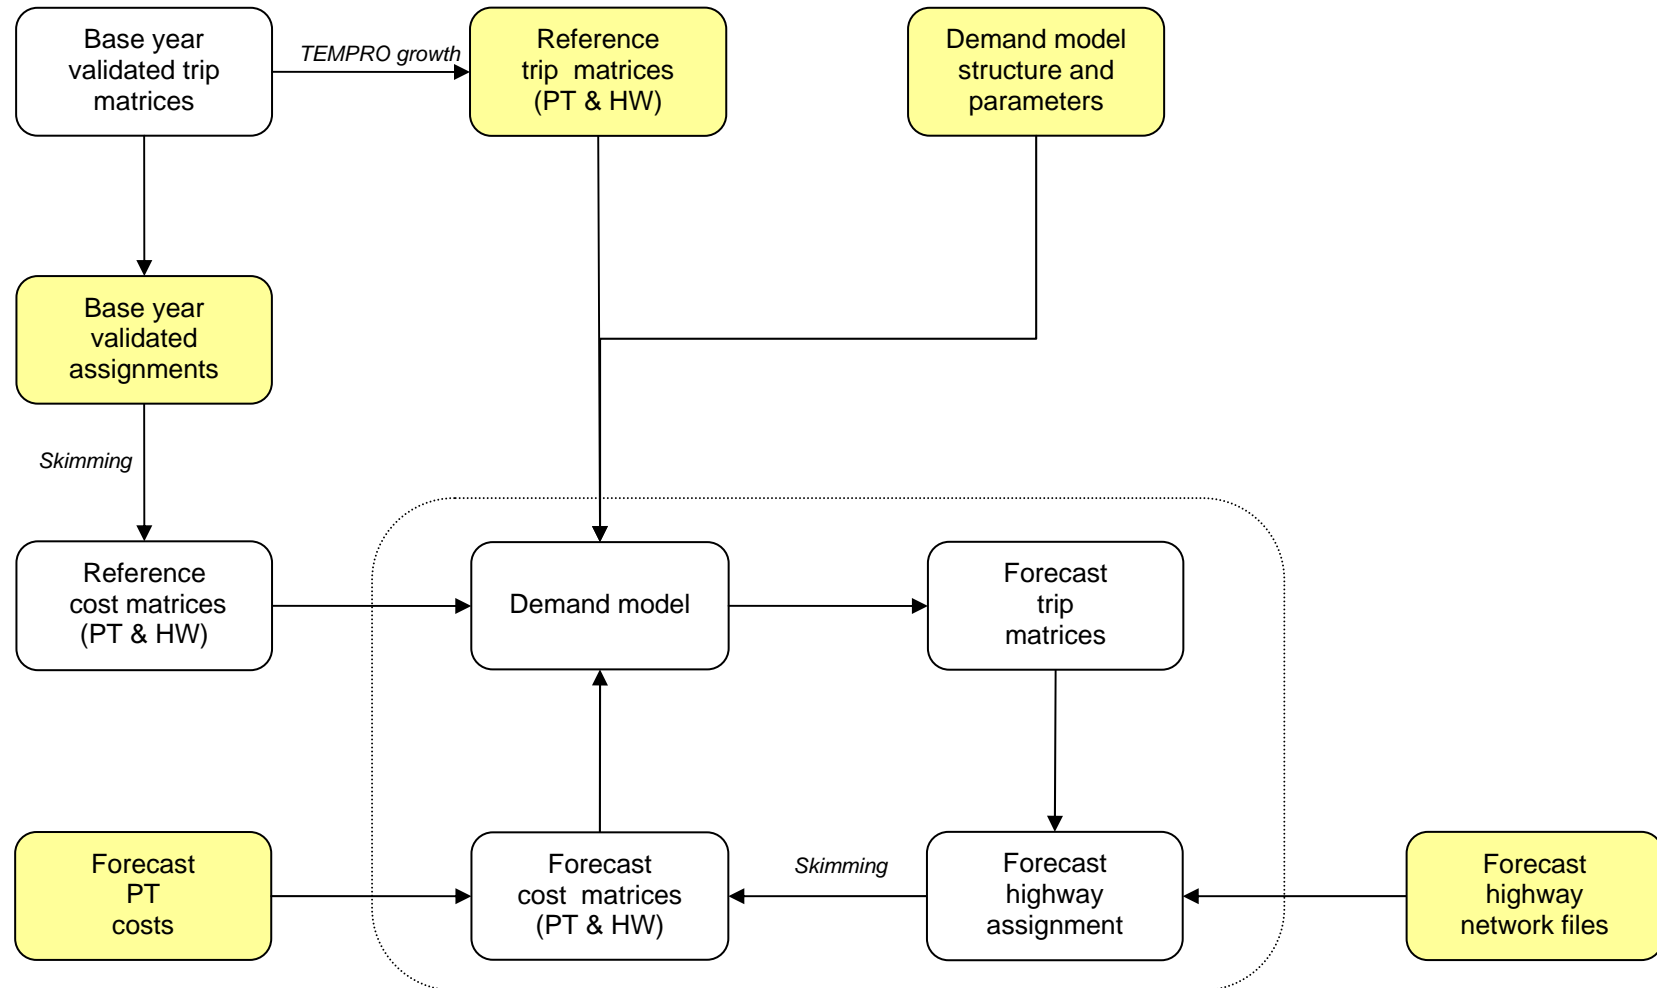 Base year
validated trip
matrices
TEMPRO growth
Reference
trip matrices
(PT & HW)
Demand model
structure and
parameters
Base year
validated
assignments
Skimming
Reference
cost matrices
(PT & HW)
Demand model
Forecast
trip
matrices
Forecast
PT
costs
Forecast
cost matrices
(PT & HW)
Skimming
Forecast
highway
assignment
Forecast
highway
network files